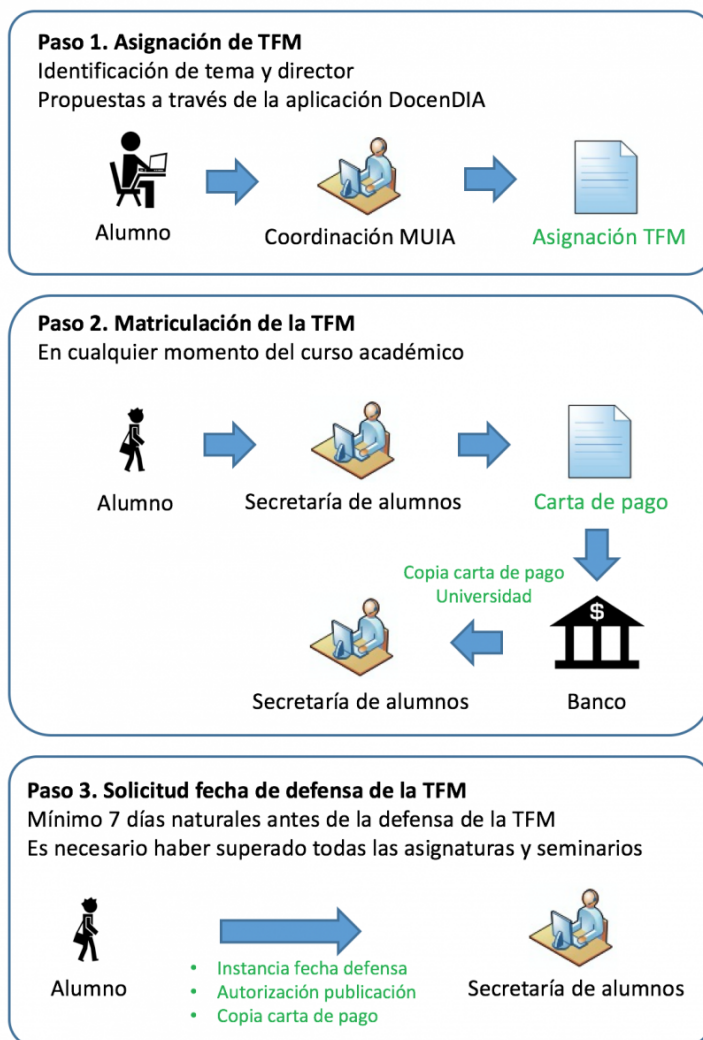 Paso 1. Asignación de TFM
Identificación de tema y director
Propuestas a través de la aplicación DocenDIA
Alumno
Coordinación MUIA
Asignación TFM
Paso 2. Matriculación de la TFM
En cualquier momento del curso académico
Alumno
Secretaría de alumnos
Carta de pago
Copia carta de pago
Universidad
$
Secretaría de alumnos
Banco
Paso 3. Solicitud fecha de defensa de la TFM
Mínimo 7 días naturales antes de la defensa de la TFM
Es necesario haber superado todas las asignaturas y seminarios
Alumno
• Instancia fecha defensa
• Autorización publicación
• Copia carta de pago
Secretaría de alumnos